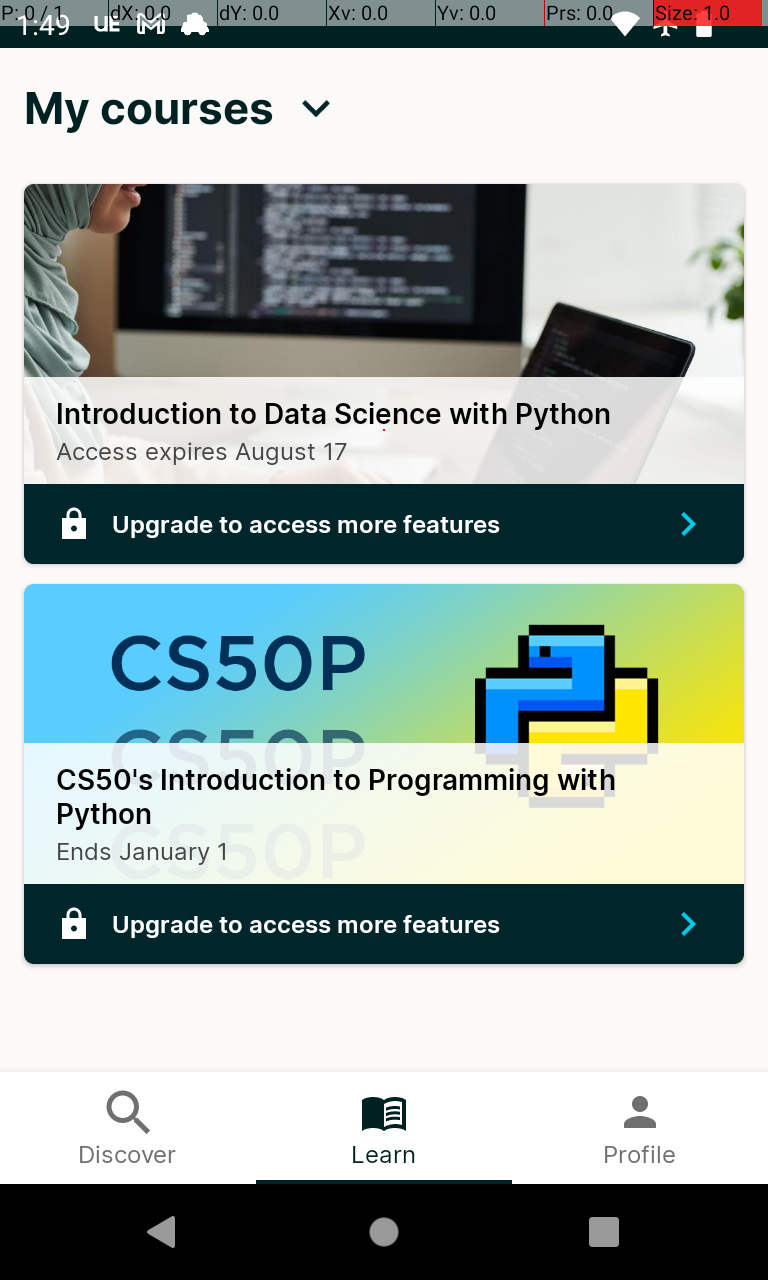 P: 0 / 1 dX: 0.0 dY: 0.0 Xv: 0.0 Yv: 0.0 Prs: 0.0 Size: 1.0
1:49 UE
My courses
Introduction to Data Science with Python
Access expires August 17
Upgrade to access more features
CS50P
CS50P
CS50's Introduction to Programming with
Python
Ends January 1
CS50P
Upgrade to access more features
Discover Learn Profile